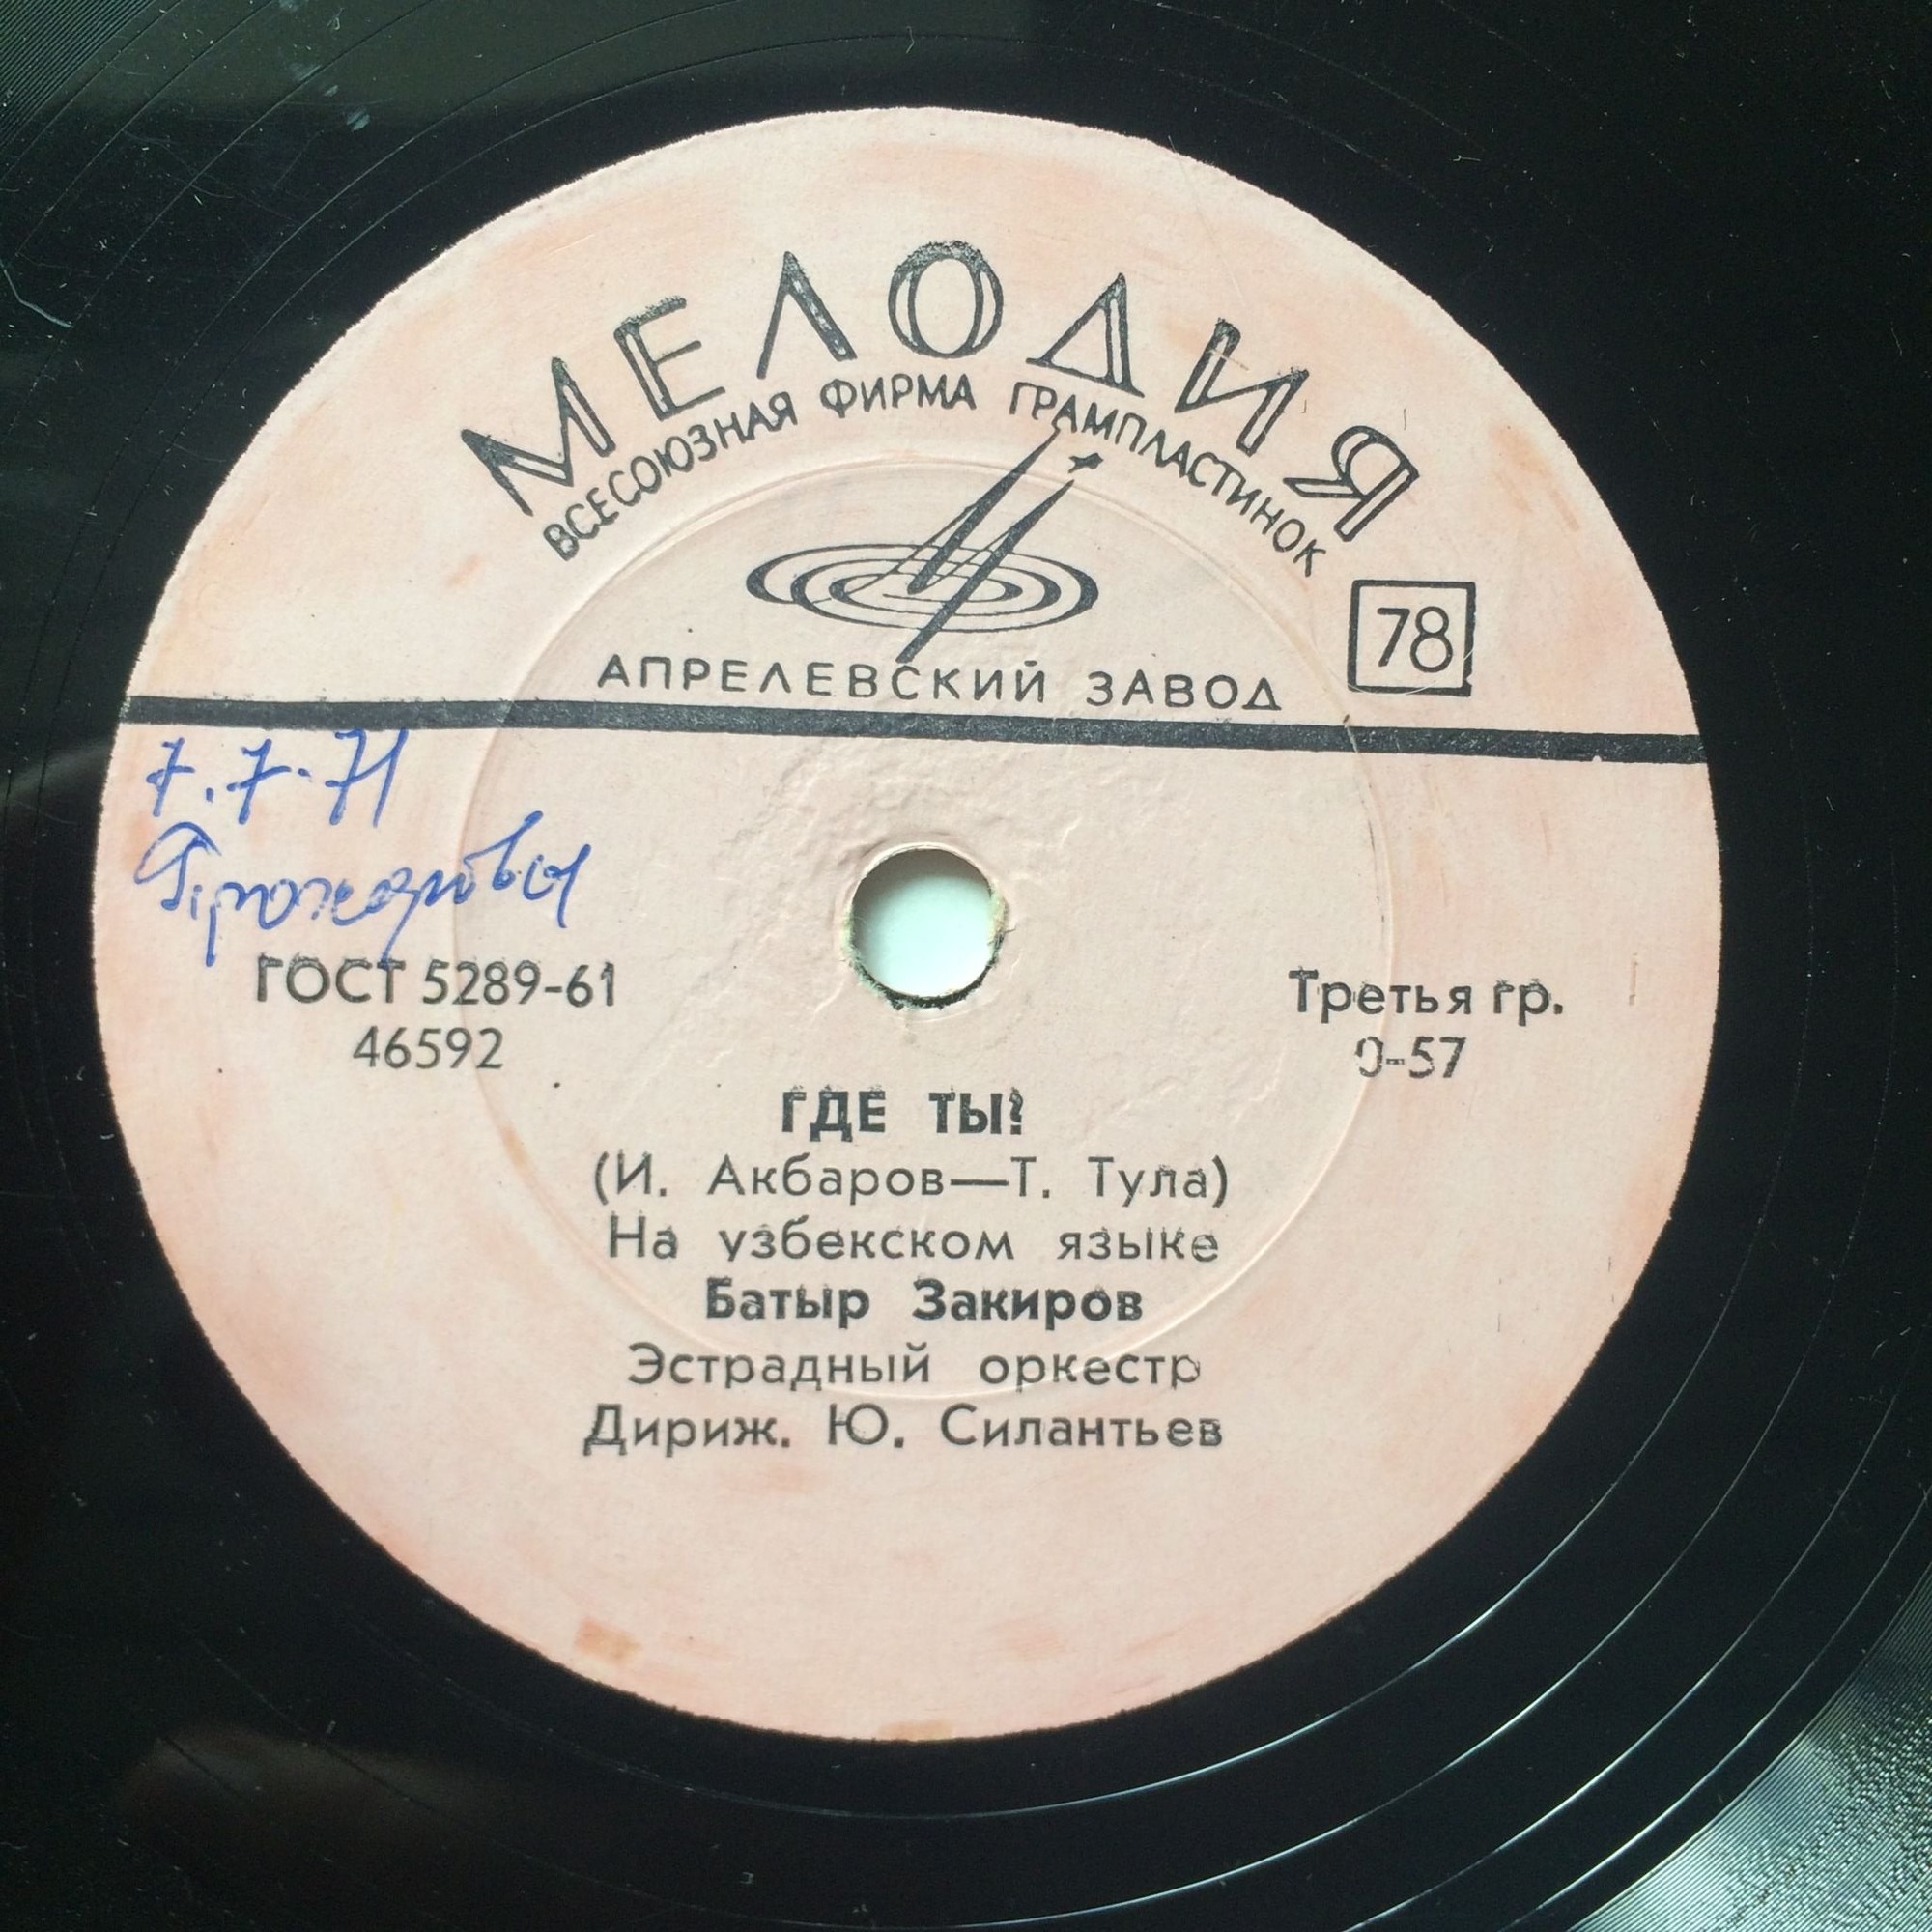 МЕЛОДИЯ
ВСЕСОЮЗНАЯ ФИРМА ГРАМПЛАСТИНОК
78
АПРЕЛЕВСКИЙ ЗАВОД
7.7.71
ГОСТ 5289-61
46592
Третья гр.
0-57
ГДЕ ТЫ?
(И. Акбаров—Т. Тула)
На узбекском языке
Батыр Закиров
Эстрадный оркестр
Дириж. Ю. Силантьев